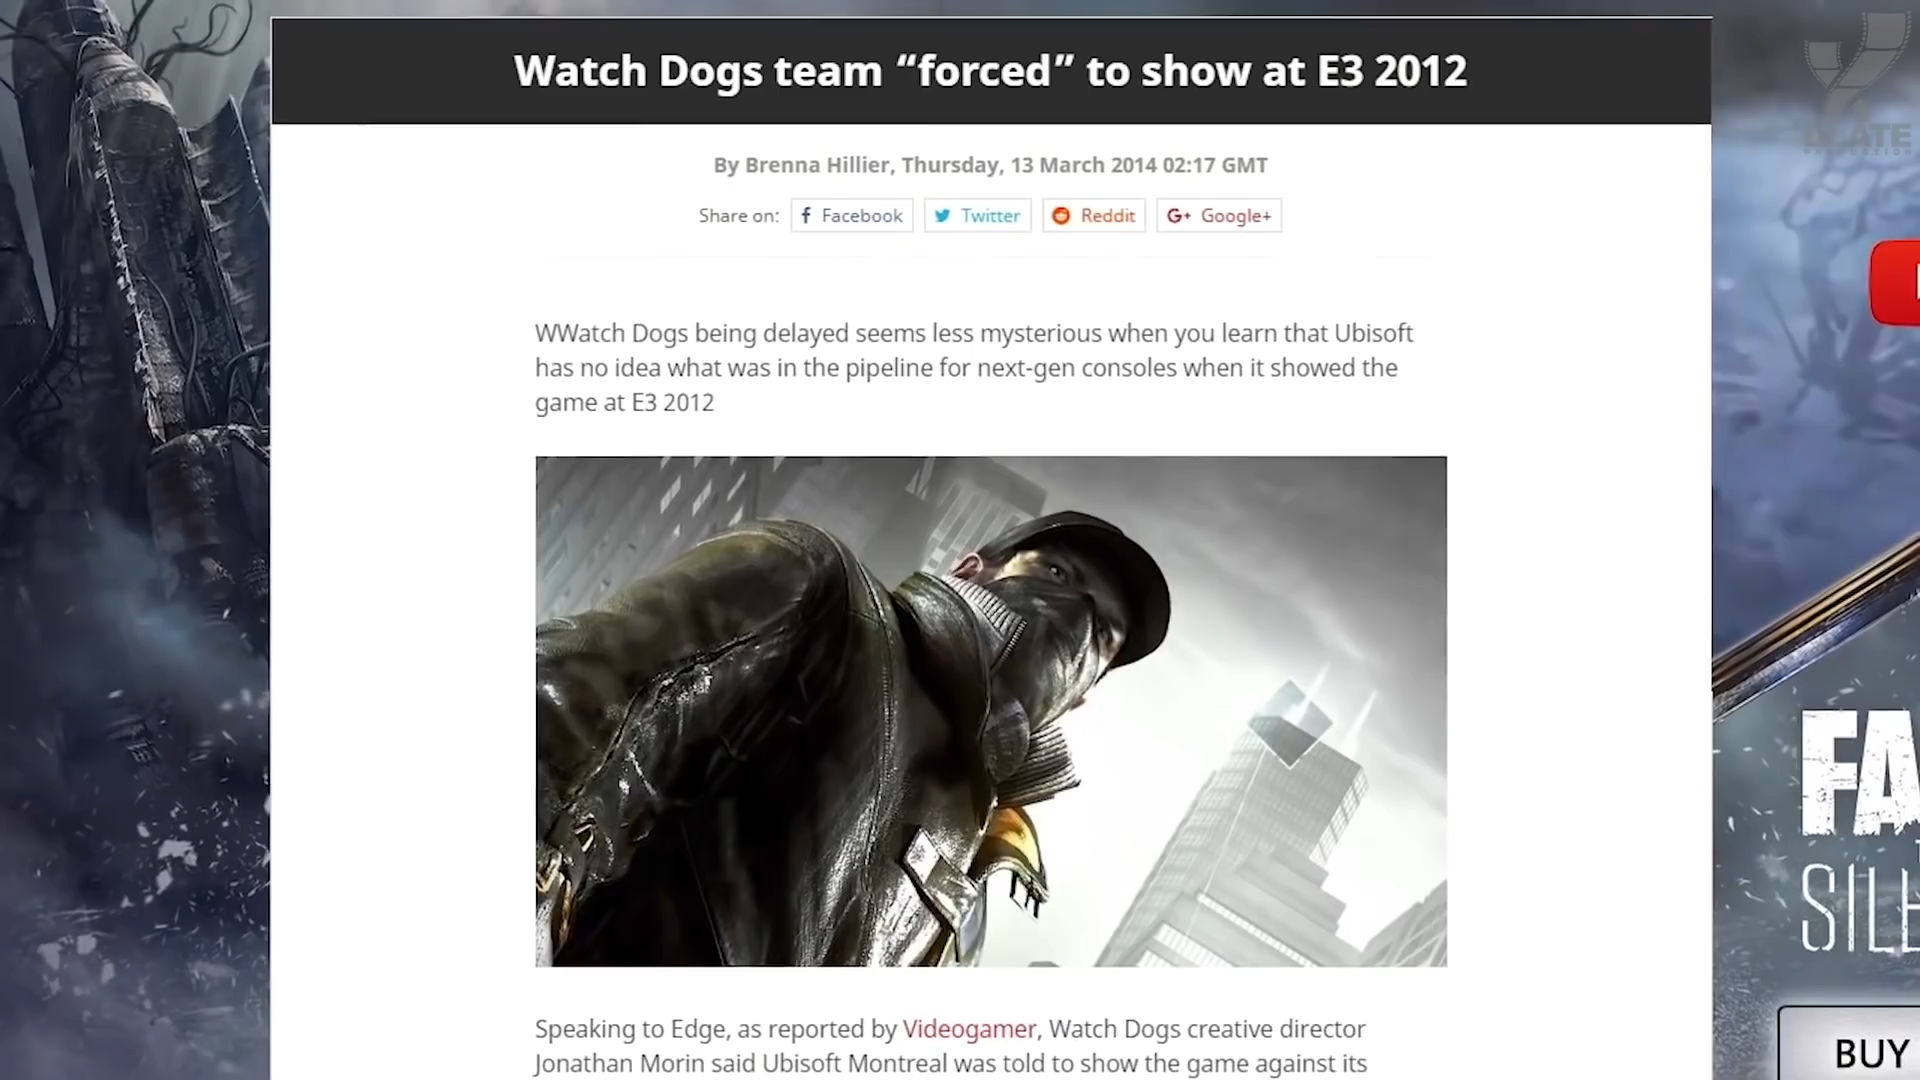 Watch Dogs team “forced” to show at E3 2012
By Brenna Hillier, Thursday, 13 March 2014 02:17 GMT
Share on: Facebook Twitter Reddit G+ Google+
WWatch Dogs being delayed seems less mysterious when you learn that Ubisoft
has no idea what was in the pipeline for next-gen consoles when it showed the
game at E3 2012
Speaking to Edge, as reported by Videogamer, Watch Dogs creative director
Jonathan Morin said Ubisoft Montreal was told to show the game against its
FA
SILE
BUY